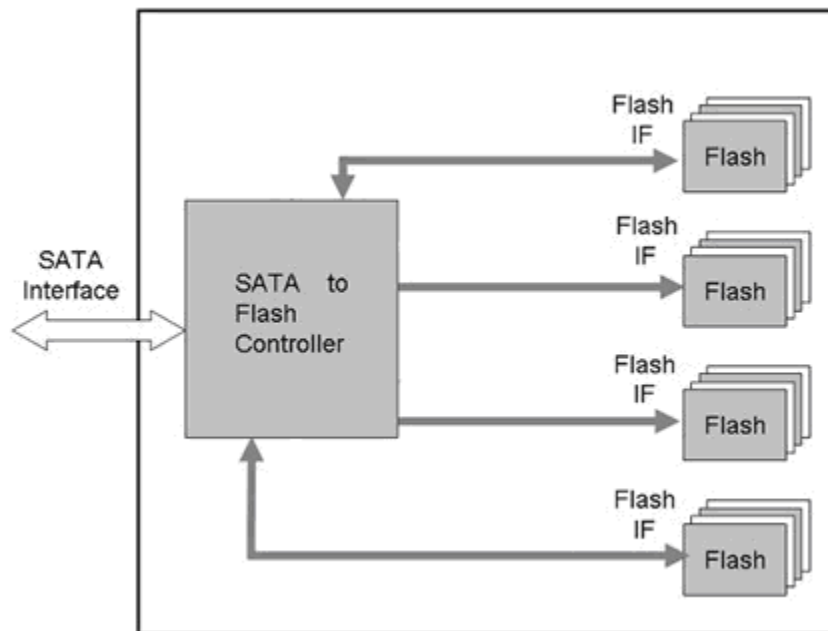 Flash
IF
Flash
Flash
IF
Flash
SATA
Interface
SATA to
Flash
Controller
Flash
IF
Flash
Flash
IF
Flash